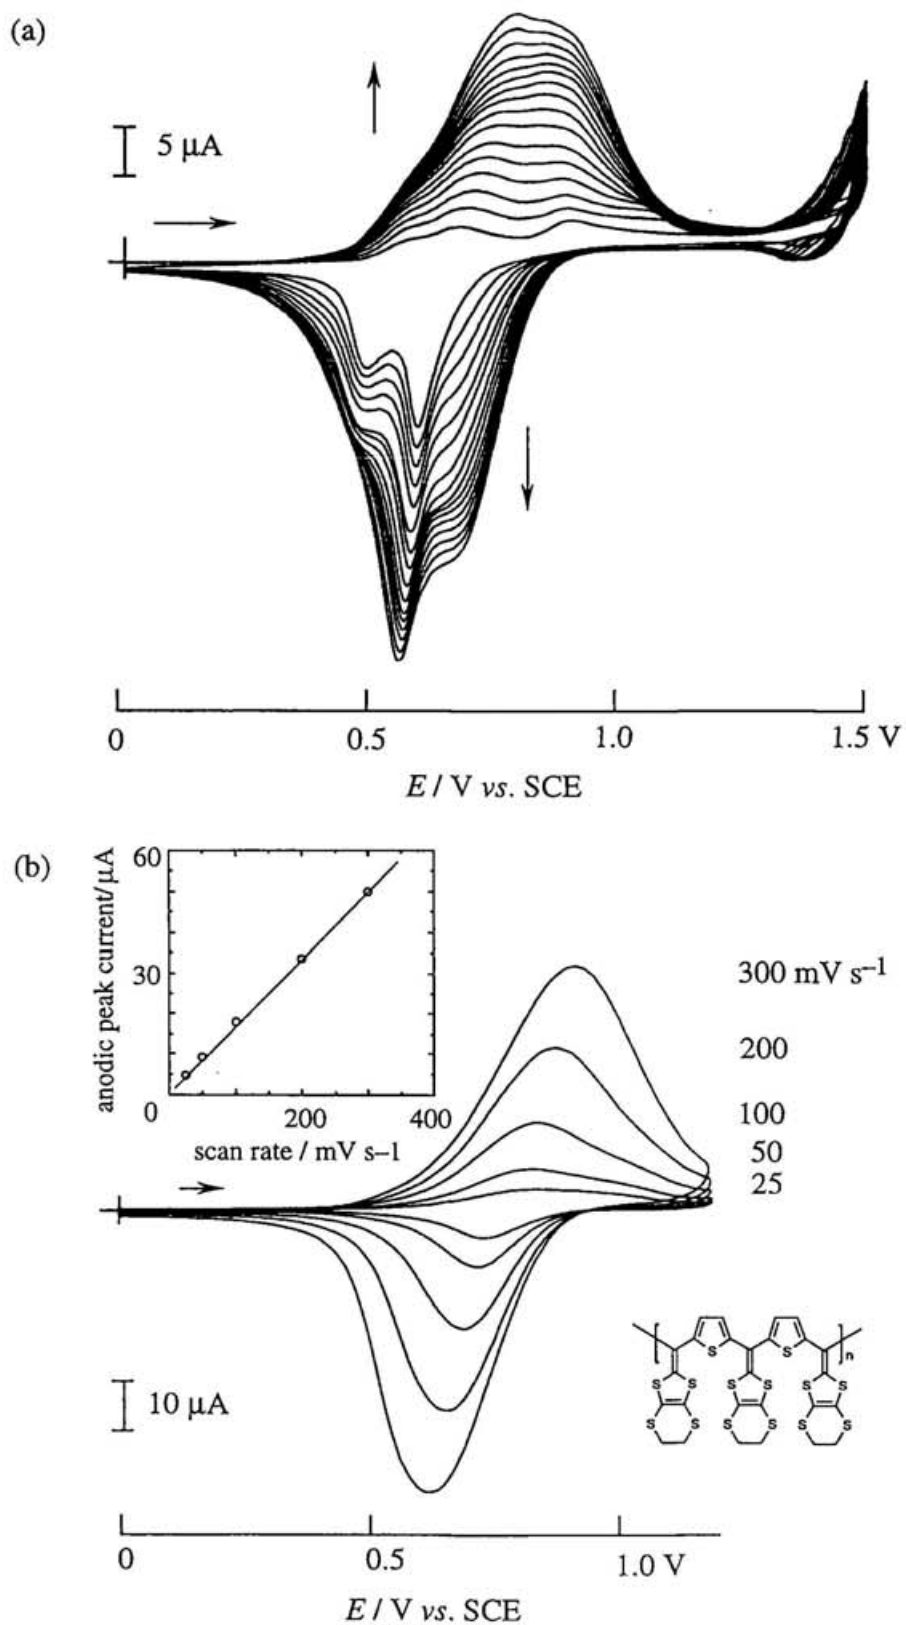 (a)
5 μA
0
0.5
1.0
1.5 V
E / V vs. SCE
(b)
60
30
0
200
400
anodic peak current/μA
scan rate / mV s–1
300 mV s–1
200
100
50
25
10 μA
S
S
n
S
S
S
S
S
S
S
S
S
S
S
S
0
0.5
1.0 V
E / V vs. SCE